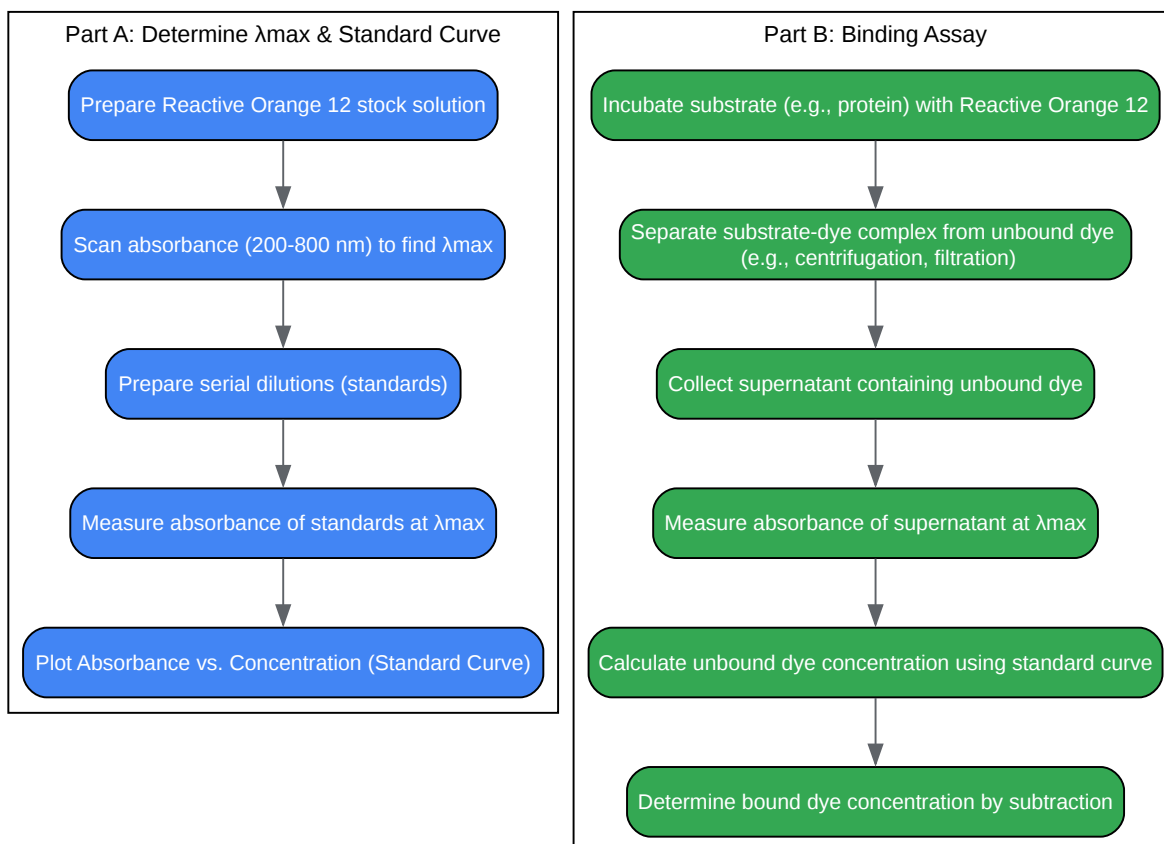 Part A: Determine λmax & Standard Curve
Prepare Reactive Orange 12 stock solution
Scan absorbance (200-800 nm) to find λmax
Prepare serial dilutions (standards)
Measure absorbance of standards at λmax
Plot Absorbance vs. Concentration (Standard Curve)
Part B: Binding Assay
Incubate substrate (e.g., protein) with Reactive Orange 12
Separate substrate-dye complex from unbound dye
(e.g., centrifugation, filtration)
Collect supernatant containing unbound dye
Measure absorbance of supernatant at λmax
Calculate unbound dye concentration using standard curve
Determine bound dye concentration by subtraction